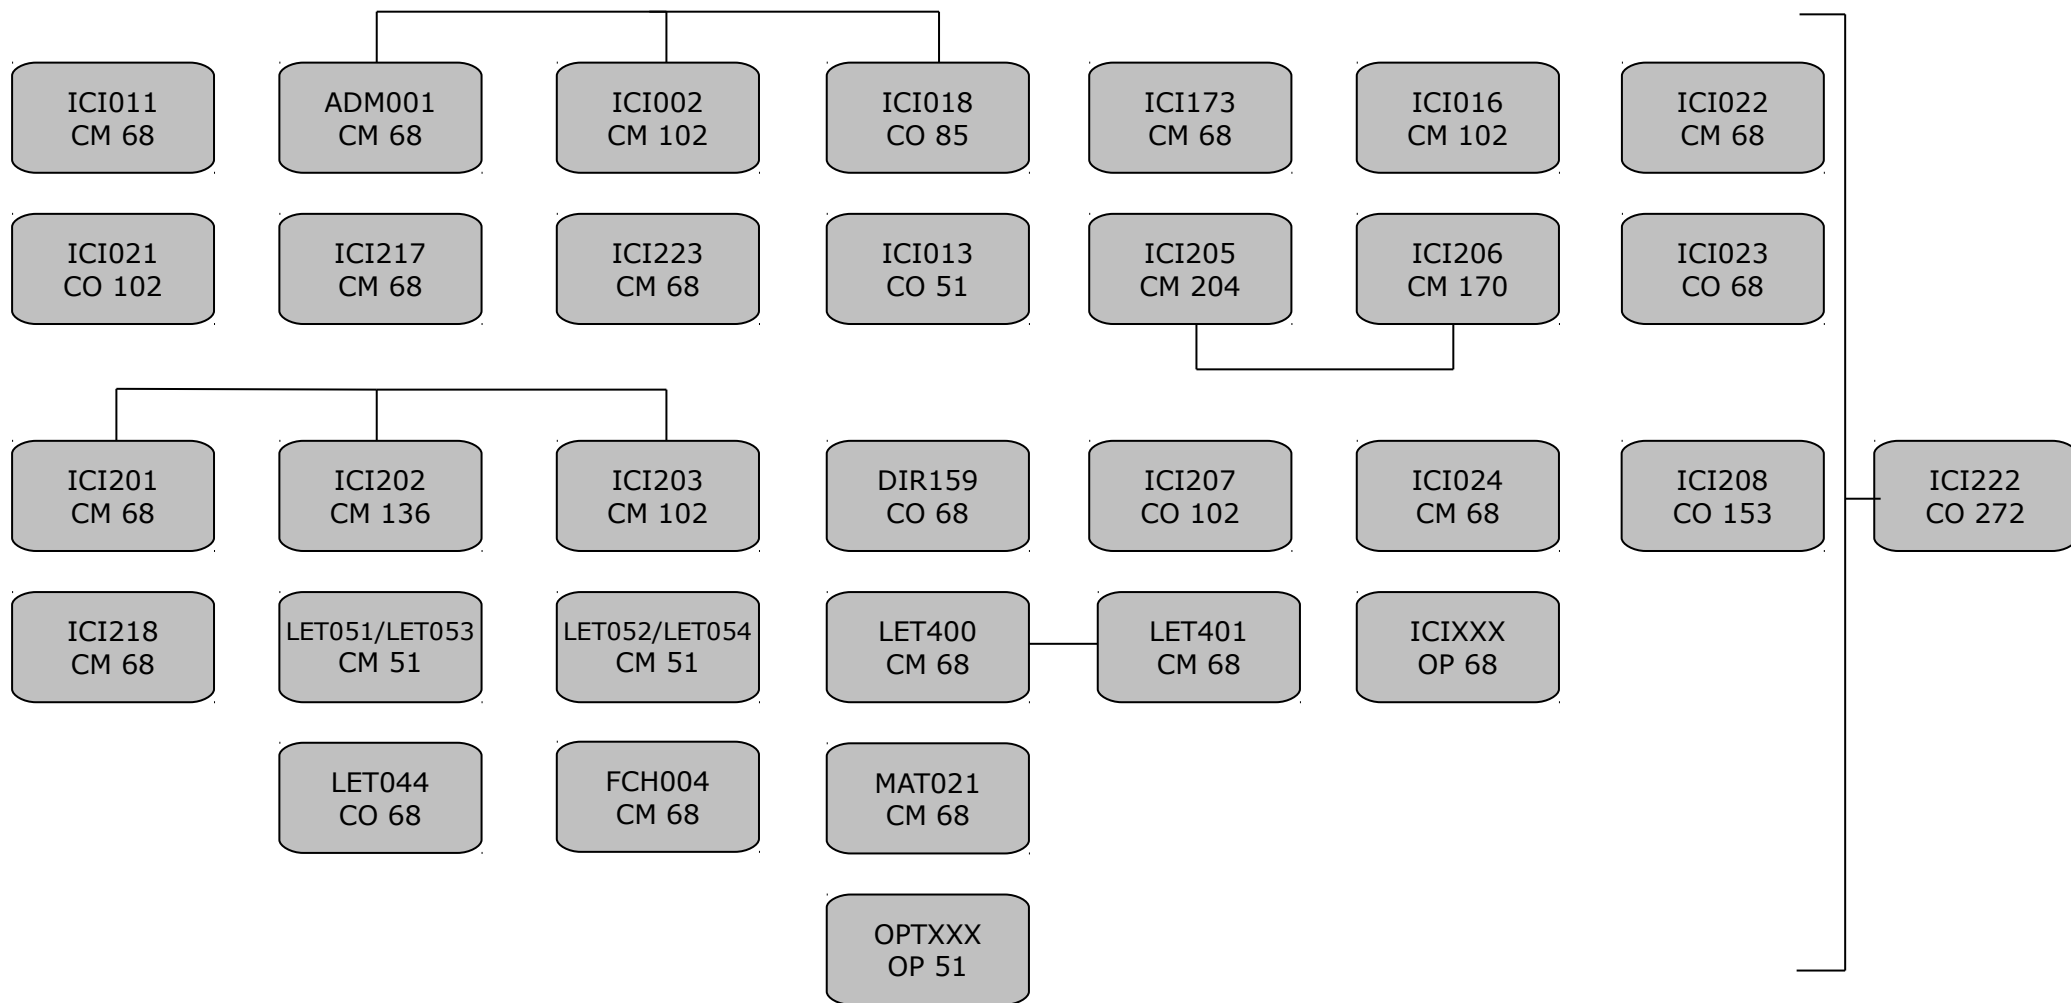 ICI011
CM 68
ADM001
CM 68
ICI002
CM 102
ICI018
CO 85
ICI173
CM 68
ICI016
CM 102
ICI022
CM 68
ICI021
CO 102
ICI217
CM 68
ICI223
CM 68
ICI013
CO 51
ICI205
CM 204
ICI206
CM 170
ICI023
CO 68
ICI201
CM 68
ICI202
CM 136
ICI203
CM 102
DIR159
CO 68
ICI207
CO 102
ICI024
CM 68
ICI208
CO 153
ICI222
CO 272
ICI218
CM 68
LET051/LET053
CM 51
LET052/LET054
CM 51
LET400
CM 68
LET401
CM 68
ICIXXX
OP 68
LET044
CO 68
FCH004
CM 68
MAT021
CM 68
OPTXXX
OP 51